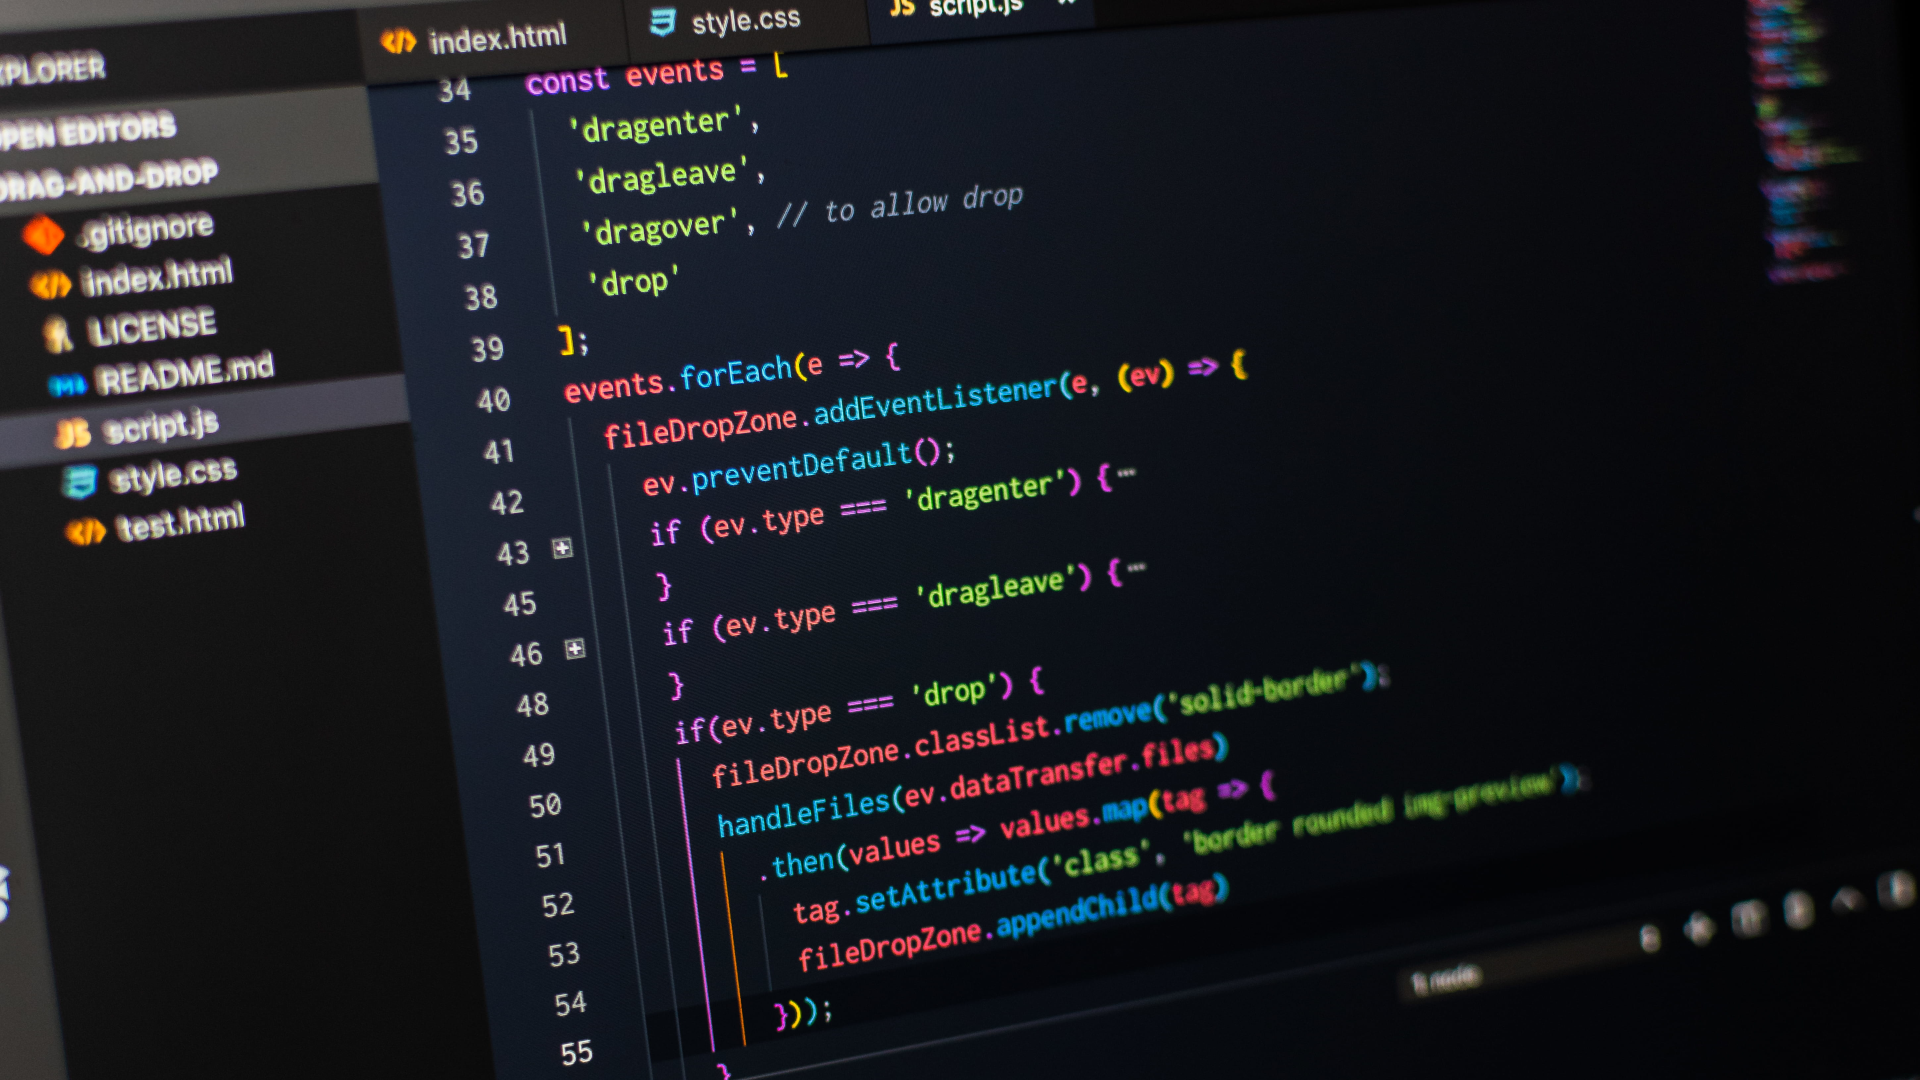 index.html
style.css
JS script.js
PLORER
PEN EDITORS
DRAG-AND-DROP
.gitignore
index.html
LICENSE
README.md
JS script.js
style.css
test.html
34 const events = [
35 'dragenter',
36 'dragleave',
37 'dragover', // to allow drop
38 'drop'
39 ];
40 events.forEach(e => {
41 fileDropZone.addEventListener(e, (ev) => {
42 ev.preventDefault();
43 if (ev.type === 'dragenter') {…
45 }
46 if (ev.type === 'dragleave') {…
48 }
49 if(ev.type === 'drop') {
50 fileDropZone.classList.remove('solid-border');
51 handleFiles(ev.dataTransfer.files)
52 .then(values => values.map(tag => {
53 tag.setAttribute('class', 'border rounded img-preview');
54 fileDropZone.appendChild(tag)
55 }));
}
1: node